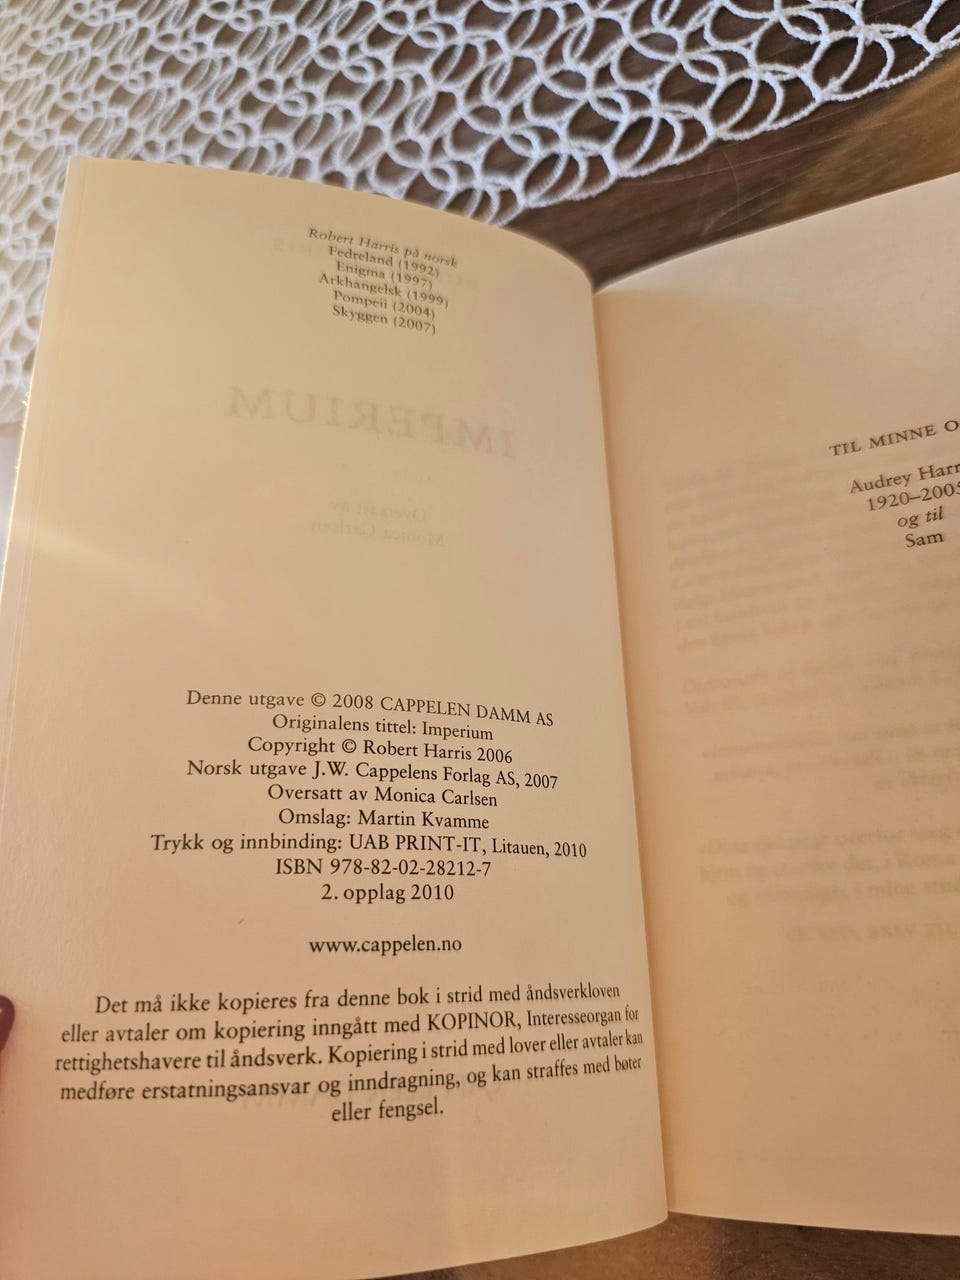 Robert Harris på norsk
Fedreland (1992)
Enigma (1997)
Arkhangelsk (1999)
Pompeii (2004)
Skyggen (2007)
IMPERIUM
Oversatt av
Monica Carlsen
Denne utgave © 2008 CAPPELEN DAMM AS
Originalens tittel: Imperium
Copyright © Robert Harris 2006
Norsk utgave J.W. Cappelens Forlag AS, 2007
Oversatt av Monica Carlsen
Omslag: Martin Kvamme
Trykk og innbinding: UAB PRINT-IT, Litauen, 2010
ISBN 978-82-02-28212-7
2. opplag 2010
www.cappelen.no
Det må ikke kopieres fra denne bok i strid med åndsverkloven
eller avtaler om kopiering inngått med KOPINOR, Interesseorgan for
rettighetshavere til åndsverk. Kopiering i strid med lover eller avtaler kan
medføre erstatningsansvar og inndragning, og kan straffes med bøter
eller fengsel.
TIL MINNE O
Audrey Harr
1920–2005
og til
Sam